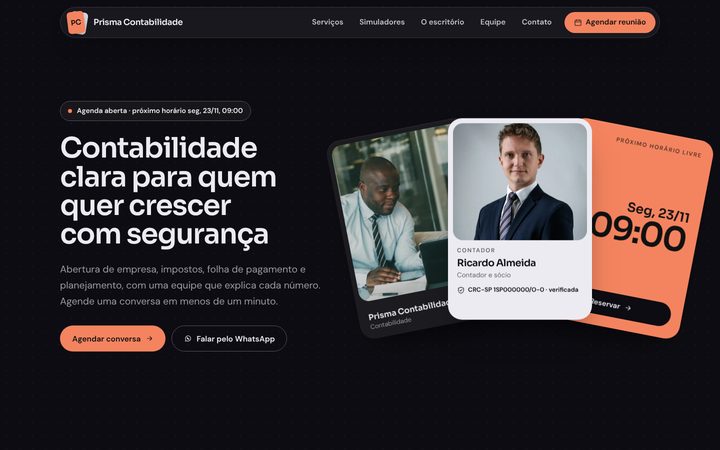 PC
Prisma Contabilidade
Serviços
Simuladores
O escritório
Equipe
Contato
Agendar reunião
Agenda aberta · próximo horário seg, 23/11, 09:00
Contabilidade
clara para quem
quer crescer
com segurança
Abertura de empresa, impostos, folha de pagamento e
planejamento, com uma equipe que explica cada número.
Agende uma conversa em menos de um minuto.
Agendar conversa
Falar pelo WhatsApp
Prisma Contabilidad
Contabilidade
CONTADOR
Ricardo Almeida
Contador e sócio
CRC-SP 1SP000000/O-0 · verificada
PRÓXIMO HORÁRIO LIVRE
Seg, 23/11
09:00
Reservar